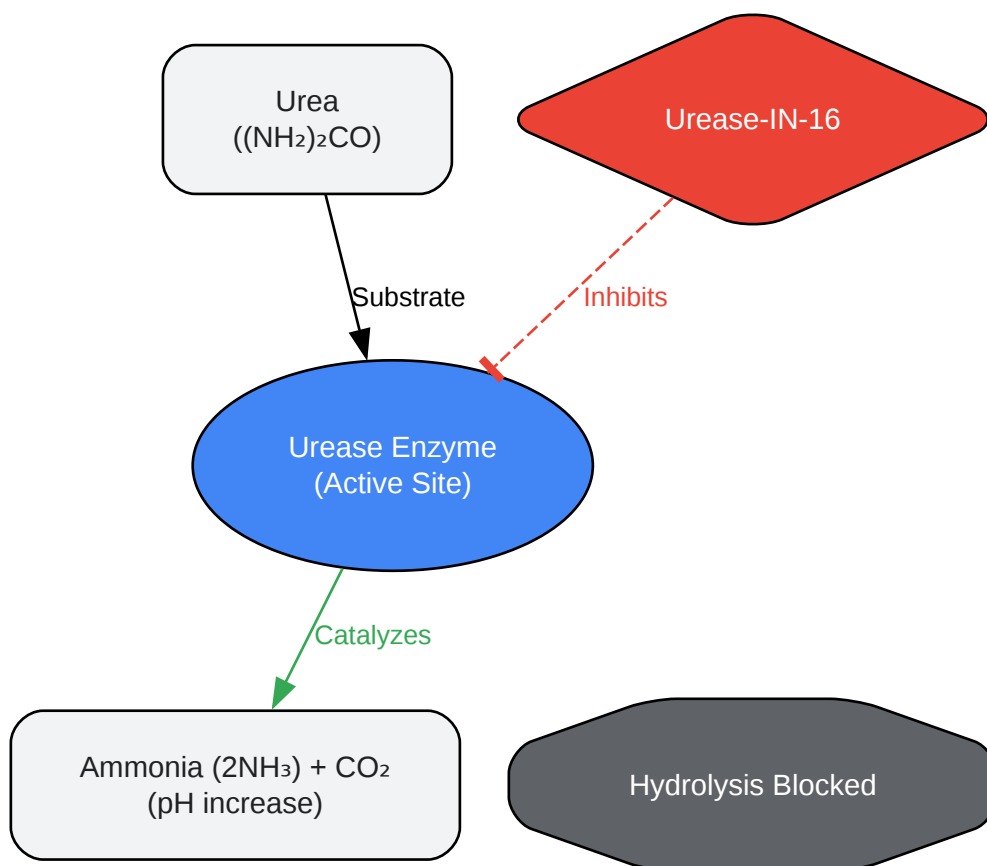 Urea
((NH₂)₂CO)
Urease-IN-16
Substrate
Inhibits
Urease Enzyme
(Active Site)
Catalyzes
Ammonia (2NH₃) + CO₂
(pH increase)
Hydrolysis Blocked